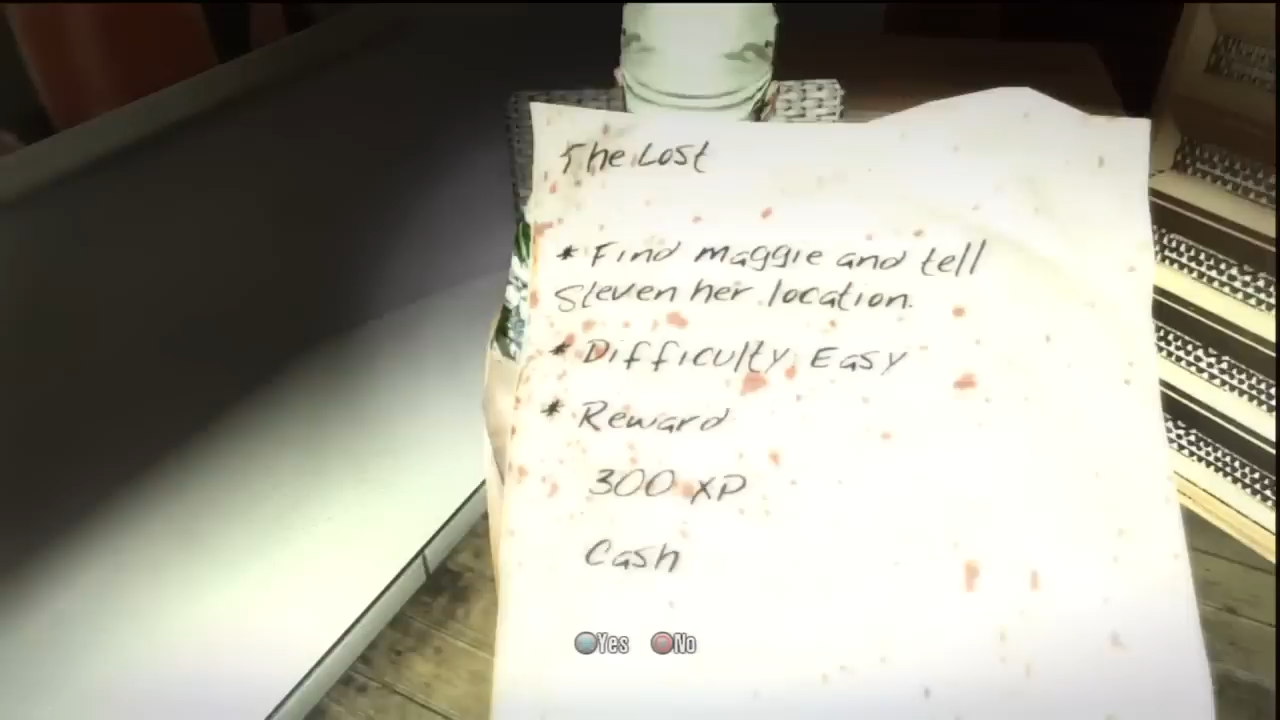 The Lost
* Find maggie and tell
Steven her location.
* Difficulty Easy
* Reward
300 XP
Cash
Yes No